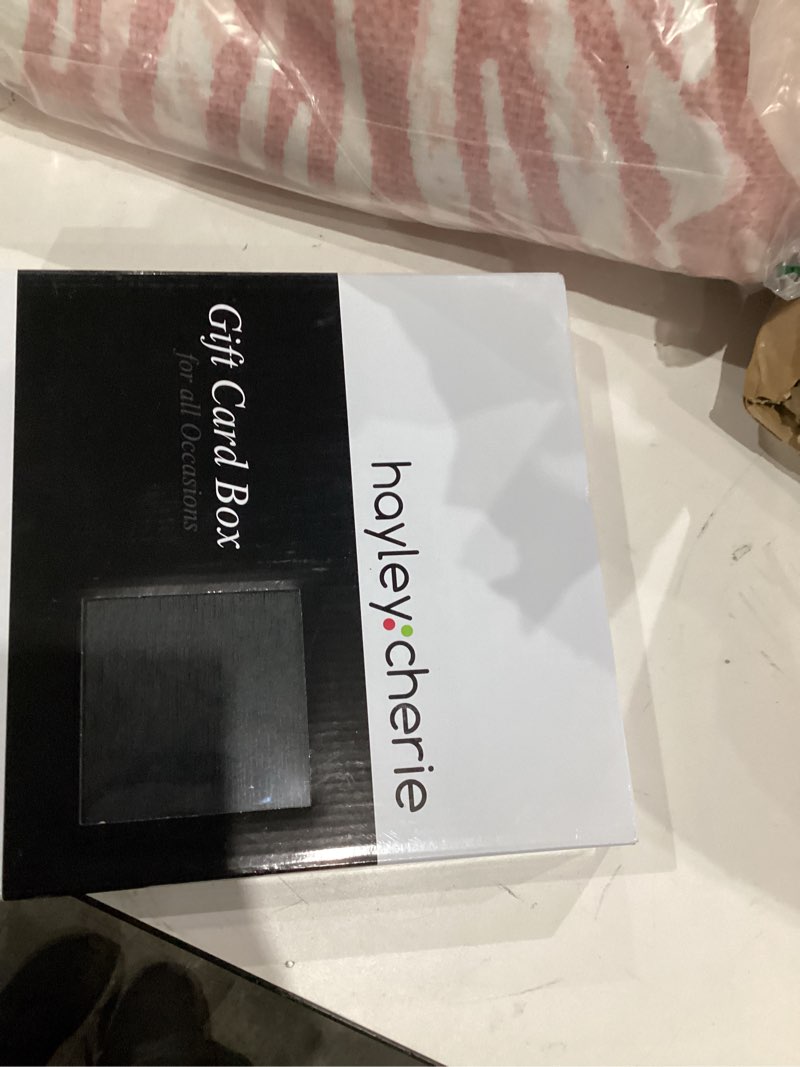 hayley:cherie
Gift Card Box
for all Occasions